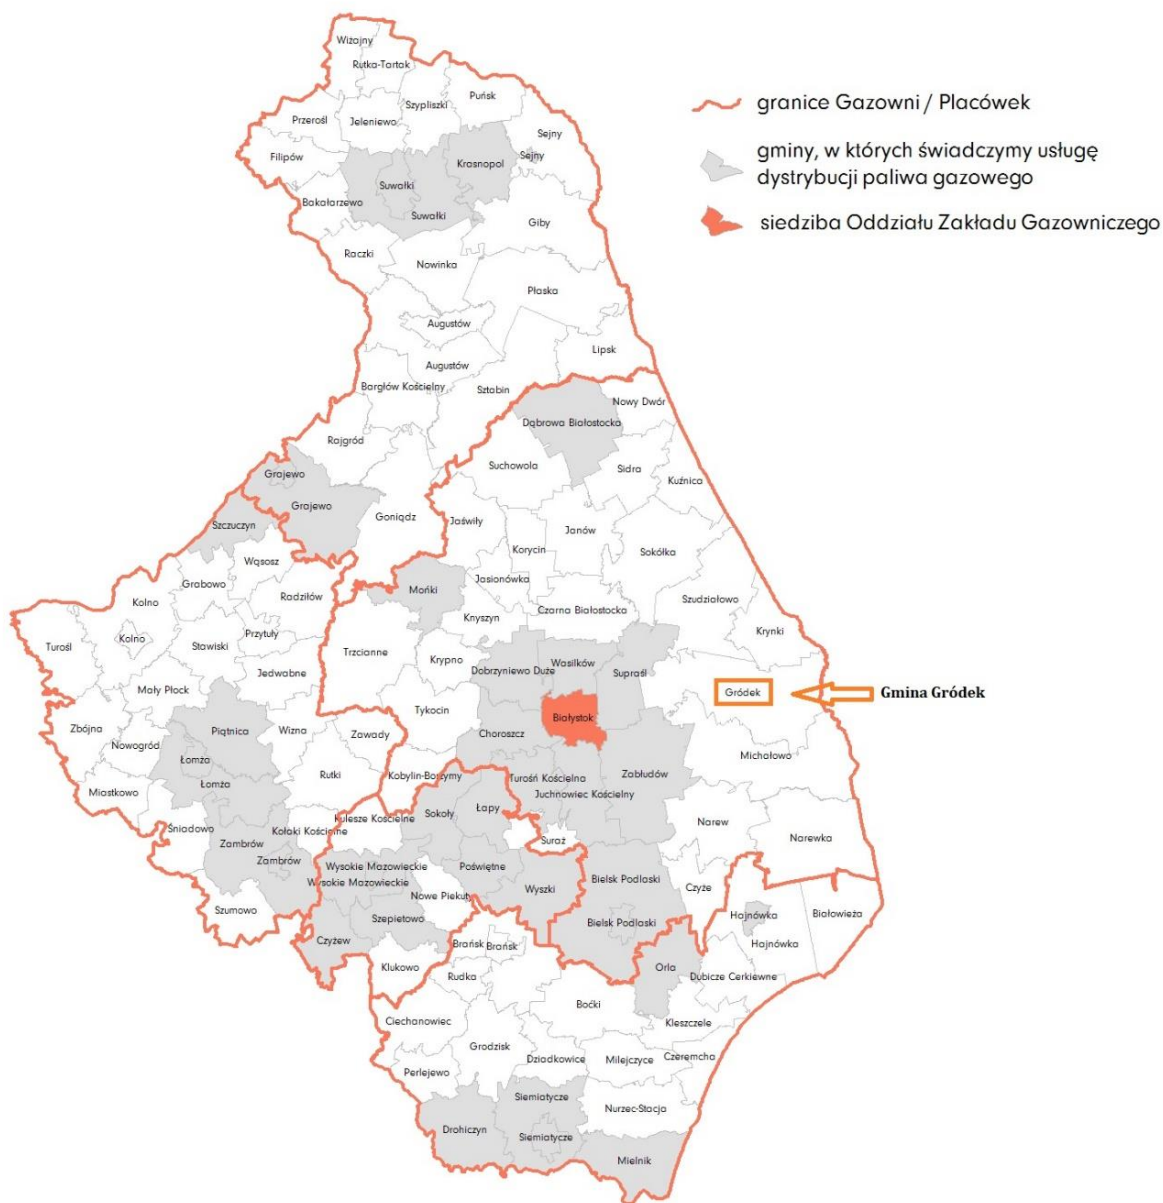 Wiżajny
Rutka-Tartak
Puńsk
Szypliszki
granice Gazowni / Placówek
Przerośl
Jeleniewo
Sejny
gminy, w których świadczymy usługę
dystrybucji paliwa gazowego
Filipów
Krasnopol
Sejny
Suwałki
Bakałarzewo
Suwałki
siedziba Oddziału Zakładu Gazowniczego
Giby
Raczki
Nowinka
Płaska
Augustów
Lipsk
Augustów
Bargłów Kościelny
Sztabin
Nowy Dwór
Dąbrowa Białostocka
Rajgród
Suchowola
Sidra
Grajewo
Kuźnica
Grajewo
Goniądz
Szczuczyn
Jaświły
Janów
Korycin
Sokółka
Wąsosz
Jasionówka
Grabowo
Mońki
Radziłów
Szudziałowo
Kolno
Czarna Białostocka
Knyszyn
Krynki
Kolno
Przytuły
Turośl
Stawiski
Trzcianne
Krypno
Wasilków
Dobrzyniewo Duże
Supraśl
Jedwabne
Mały Płock
Gródek
Gmina Gródek
Tykocin
Białystok
Zbójna
Piątnica
Wizna
Zawady
Choroszcz
Nowogród
Michałowo
Łomża
Rutki
Kobylin-Borzymy
Turośń Kościelna
Zabłudów
Łomża
Miastkowo
Juchnowiec Kościelny
Sokoły
Łapy
Kulesze Kościelne
Śniadowo
Kołaki Kościelne
Narew
Narewka
Zambrów
Suraż
Zambrów
Wysokie Mazowieckie
Poświętne
Wysokie Mazowieckie
Bielsk Podlaski
Wyszki
Czyże
Nowe Piekuty
Szumowo
Szepietowo
Hajnówka
Białowieża
Bielsk Podlaski
Czyżew
Brańsk
Brańsk
Hajnówka
Klukowo
Orla
Dubicze Cerkiewne
Rudka
Boćki
Ciechanowiec
Kleszczele
Grodzisk
Dziadkowice
Milejczyce
Czeremcha
Perlejewo
Siemiatycze
Nurzec-Stacja
Drohiczyn
Siemiatycze
Mielnik